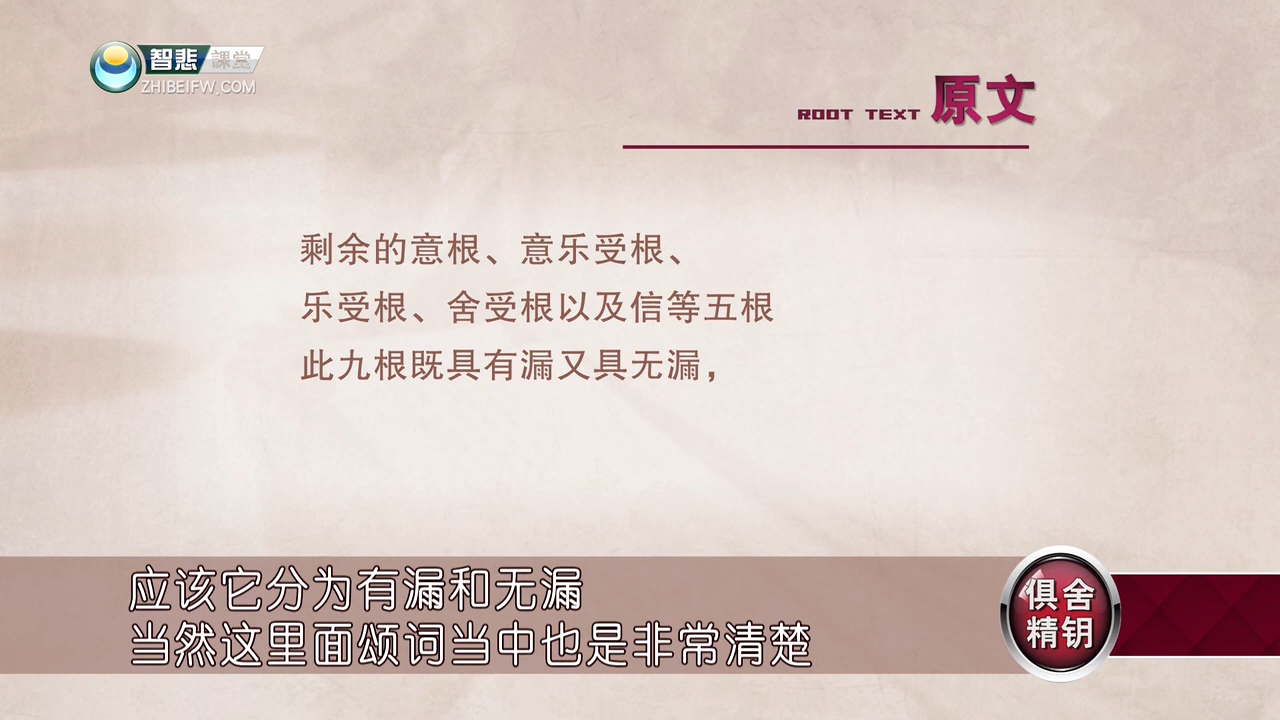 智悲 課堂
ZHIBEIFW.COM
ROOT TEXT 原文
剩余的意根、意乐受根、
乐受根、舍受根以及信等五根
此九根既具有漏又具无漏，
应该它分为有漏和无漏
当然这里面颂词当中也是非常清楚
俱舍
精钥